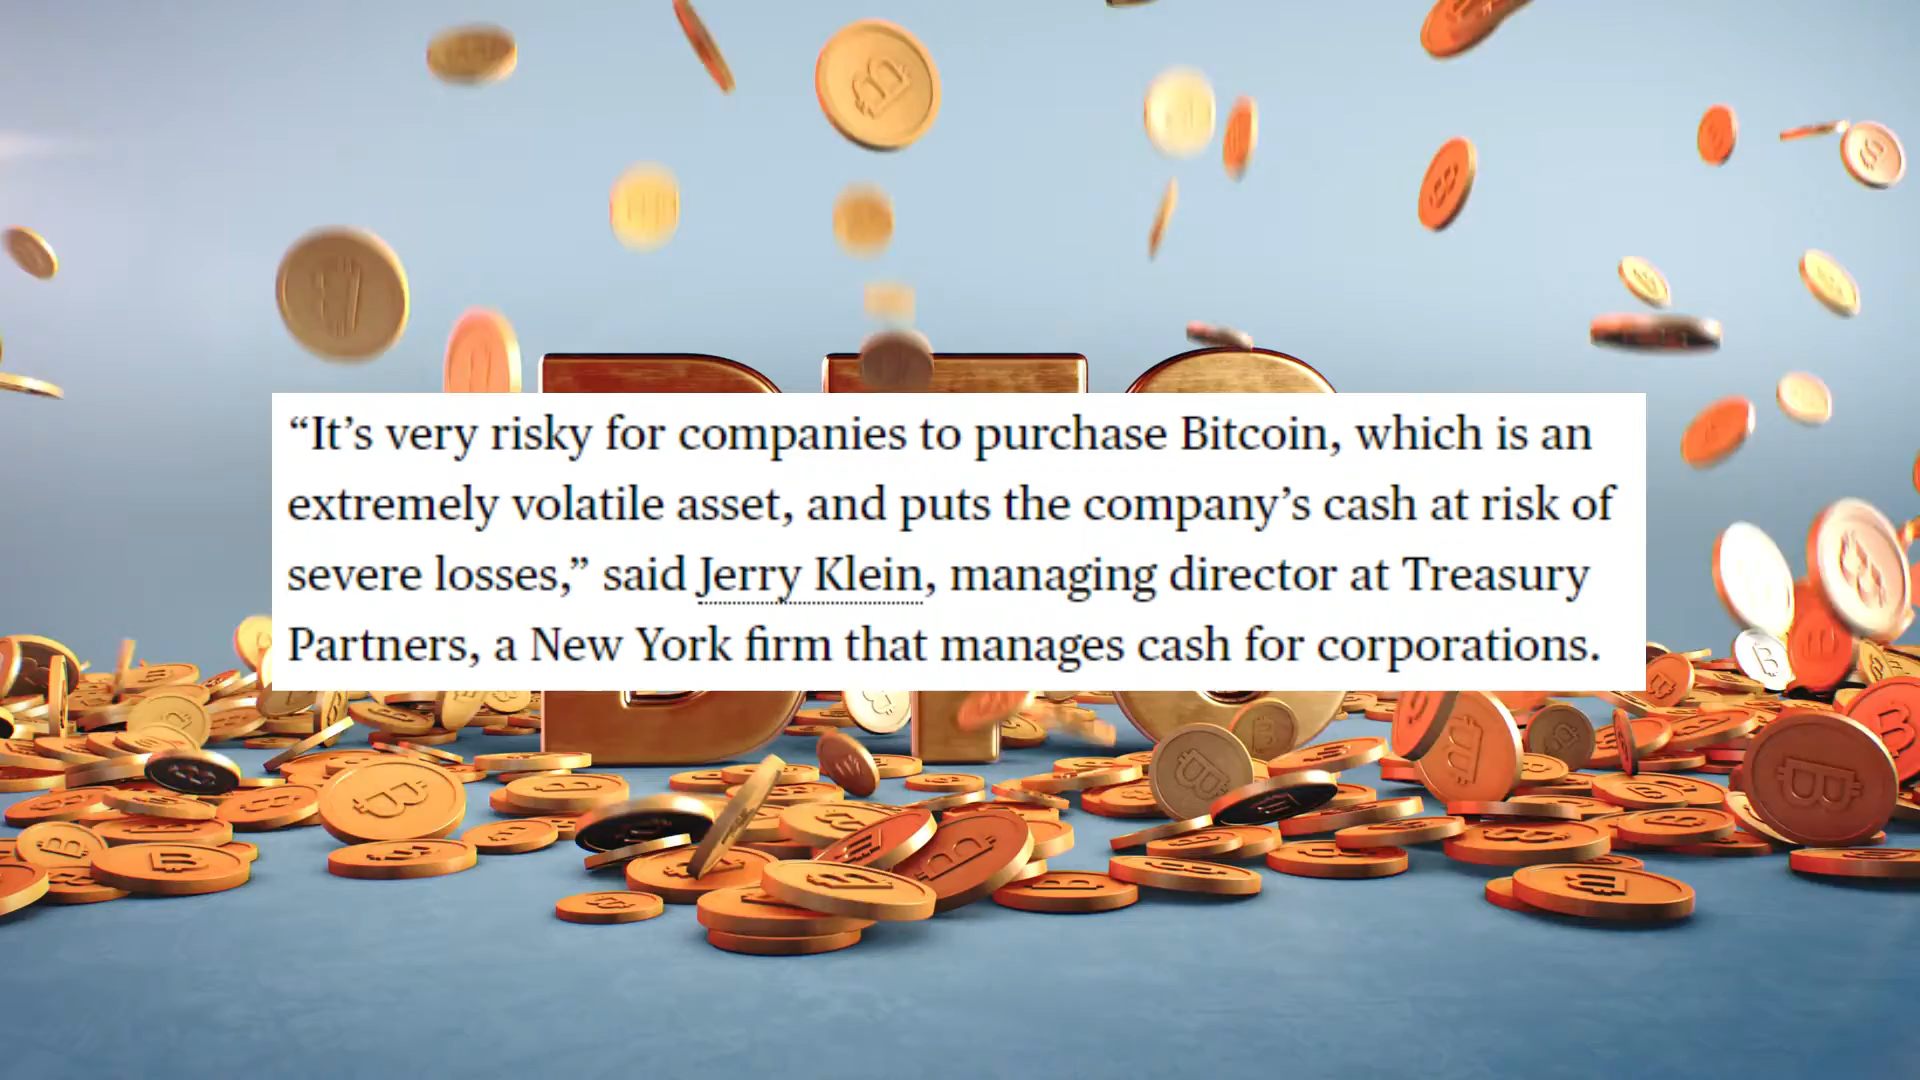 “It’s very risky for companies to purchase Bitcoin, which is an
extremely volatile asset, and puts the company’s cash at risk of
severe losses,” said Jerry Klein, managing director at Treasury
Partners, a New York firm that manages cash for corporations.